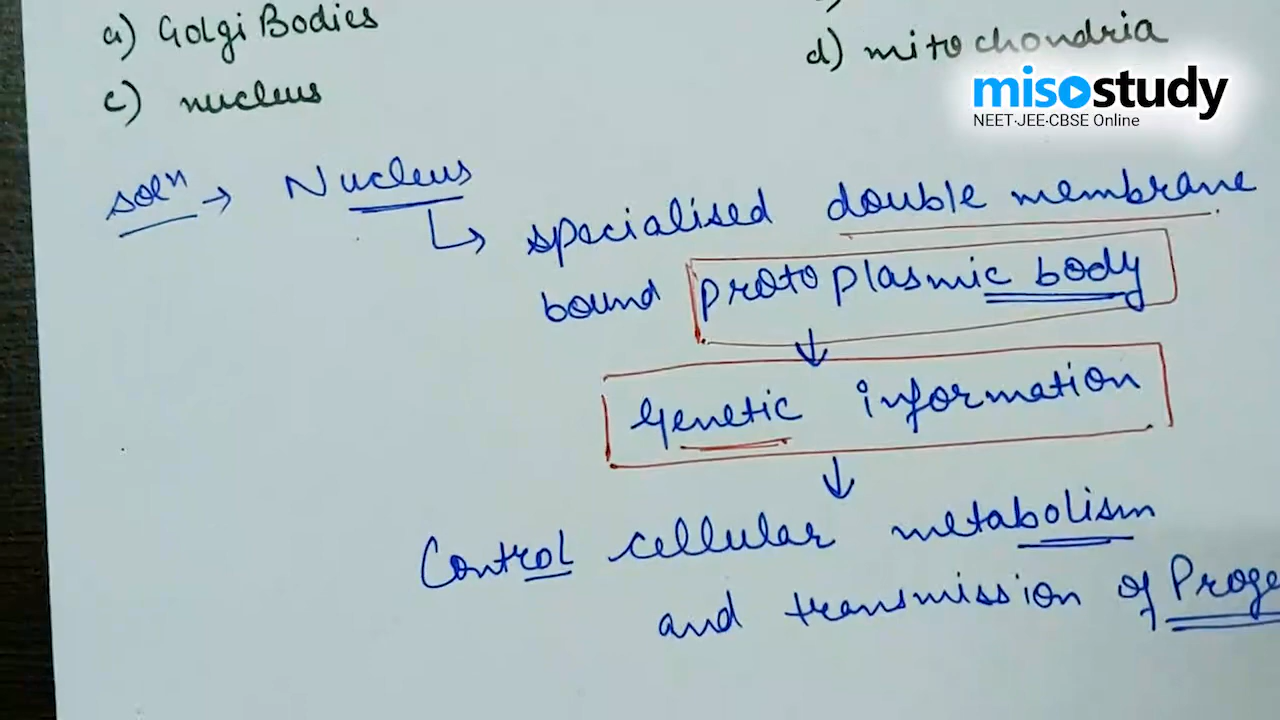 a) Golgi Bodies
d) mitochondria
c) nucleus
misostudy
NEET·JEE·CBSE Online
solⁿ → Nucleus
↳ specialised double membrane
bound protoplasmic body
↓
Genetic information
↓
Control cellular metabolism
and transmission of Proge